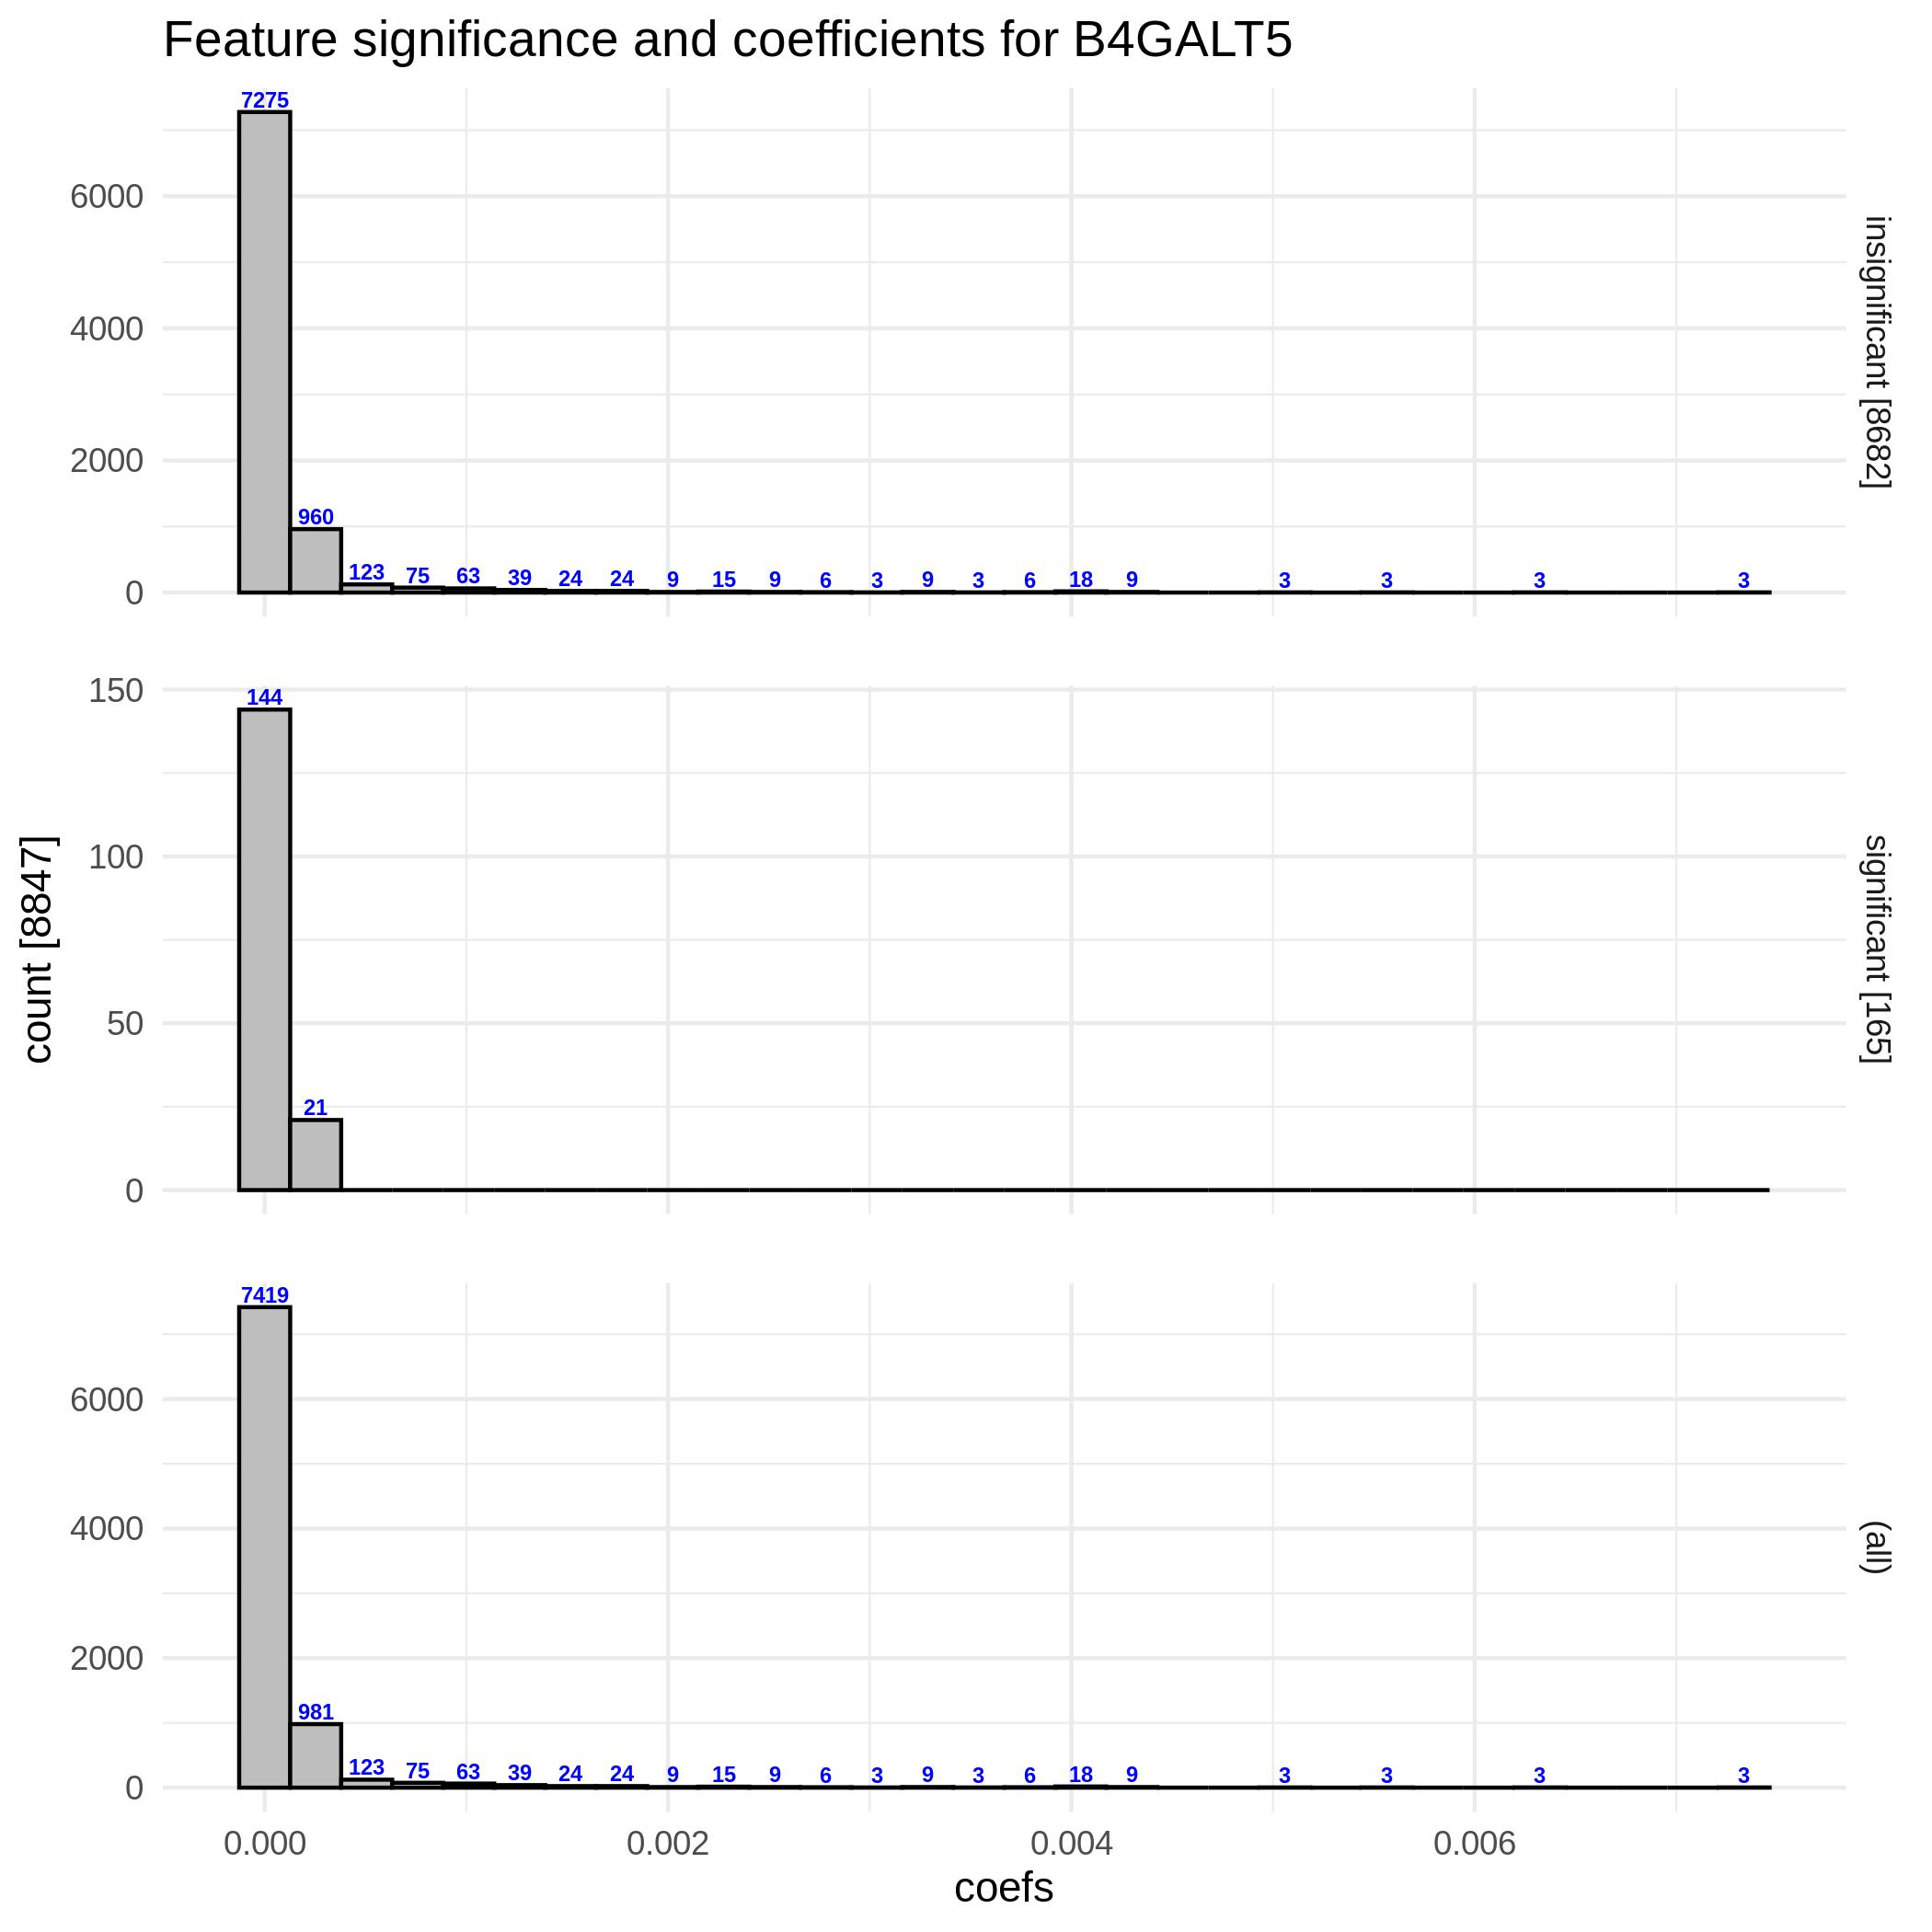 Feature significance and coefficients for B4GALT5
7275
6000
4000
2000
960
123 75 63 39 24 24 9 15 9 6 3 9 3 6 18 9 3 3 3 3
0
insignificant [8682]
150
144
100
50
21
0
significant [165]
count [8847]
7419
6000
4000
2000
981
123 75 63 39 24 24 9 15 9 6 3 9 3 6 18 9 3 3 3 3
0
(all)
0.000 0.002 0.004 0.006
coefs